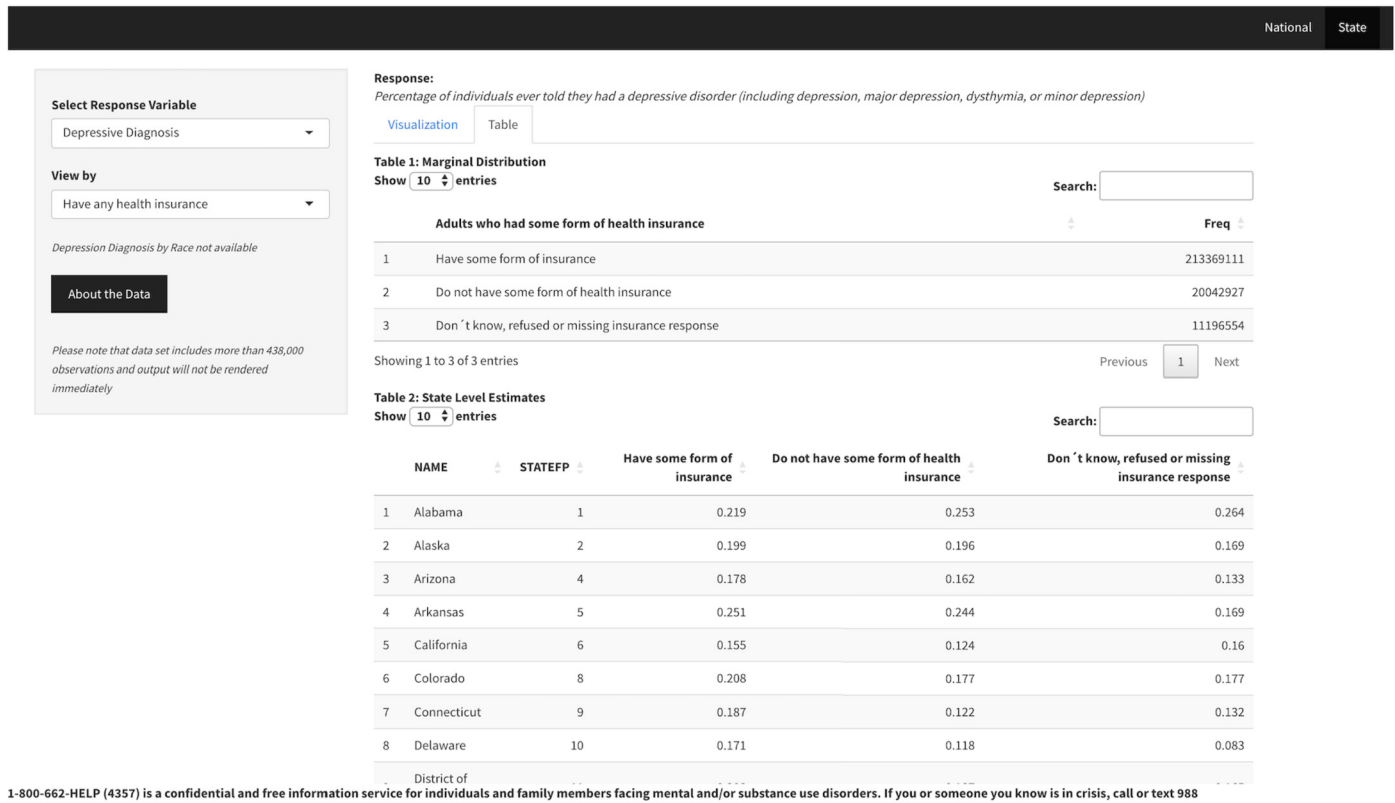 National State
Select Response Variable
Depressive Diagnosis
View by
Have any health insurance
Depression Diagnosis by Race not available
About the Data
Please note that data set includes more than 438,000
observations and output will not be rendered
immediately
Response:
Percentage of individuals ever told they had a depressive disorder (including depression, major depression, dysthymia, or minor depression)
Visualization Table
Table 1: Marginal Distribution
Show 10 entries
Search:
Adults who had some form of health insurance Freq
1 Have some form of insurance 213369111
2 Do not have some form of health insurance 20042927
3 Don´t know, refused or missing insurance response 11196554
Showing 1 to 3 of 3 entries
Previous 1 Next
Table 2: State Level Estimates
Show 10 entries
Search:
NAME STATEFP Have some form of insurance Do not have some form of health insurance Don´t know, refused or missing insurance response
1 Alabama 1 0.219 0.253 0.264
2 Alaska 2 0.199 0.196 0.169
3 Arizona 4 0.178 0.162 0.133
4 Arkansas 5 0.251 0.244 0.169
5 California 6 0.155 0.124 0.16
6 Colorado 8 0.208 0.177 0.177
7 Connecticut 9 0.187 0.122 0.132
8 Delaware 10 0.171 0.118 0.083
District of
1-800-662-HELP (4357) is a confidential and free information service for individuals and family members facing mental and/or substance use disorders. If you or someone you know is in crisis, call or text 988